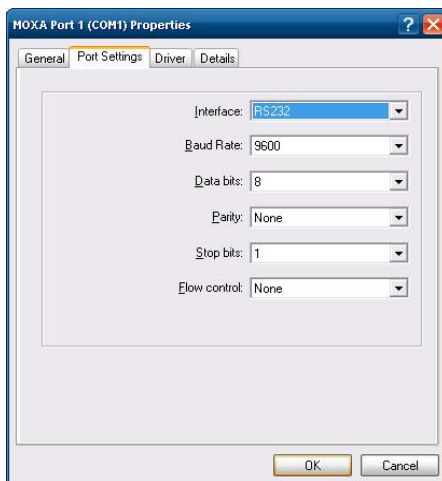 MOXA Port 1 (COM1) Properties
General Port Settings Driver Details
Interface: RS232
Baud Rate: 9600
Data bits: 8
Parity: None
Stop bits: 1
Flow control: None
OK Cancel